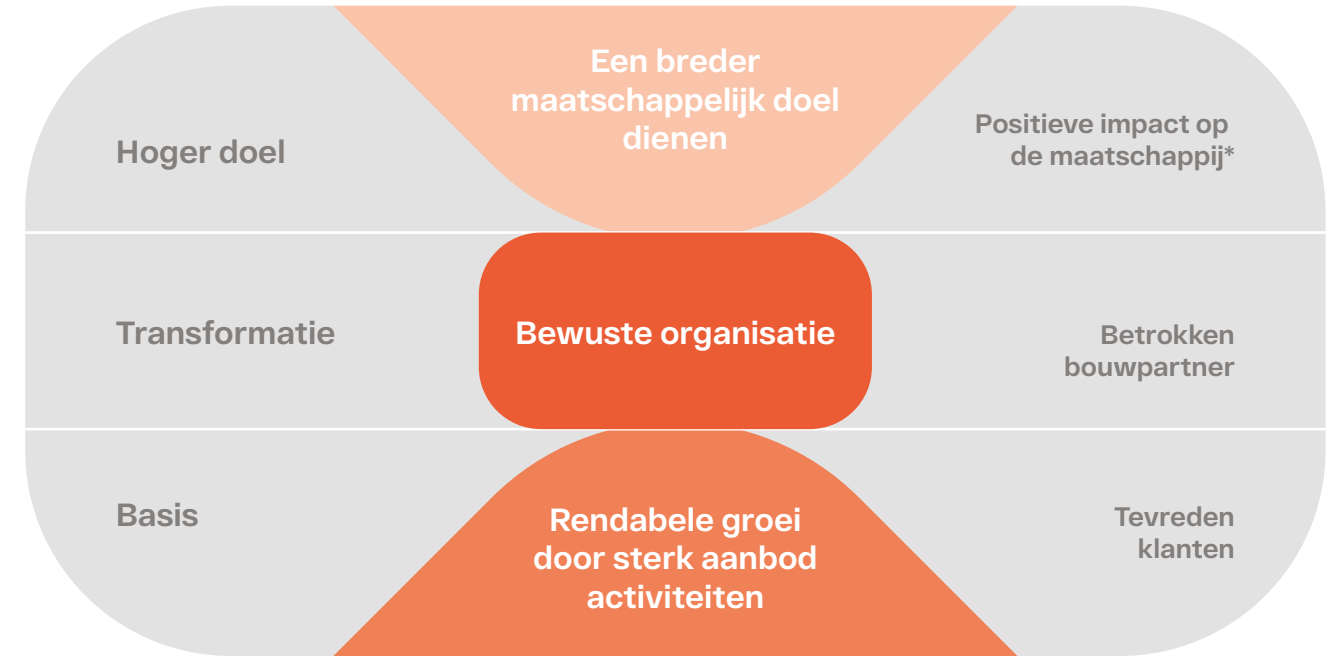 Hoger doel
Een breder
maatschappelijk doel
dienen
Positieve impact op
de maatschappij*
Transformatie
Bewuste organisatie
Betrokken
bouwpartner
Basis
Rendabele groei
door sterk aanbod
activiteiten
Tevreden
klanten